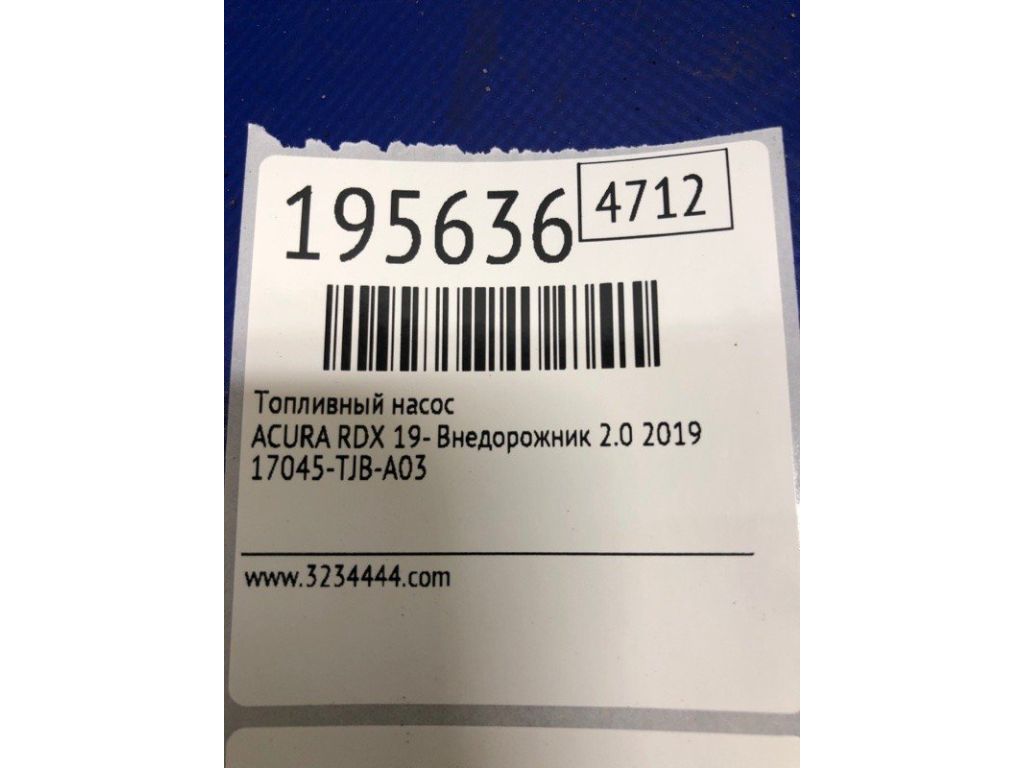 195636 4712
Топливный насос
ACURA RDX 19- Внедорожник 2.0 2019
17045-TJB-A03
www.3234444.com